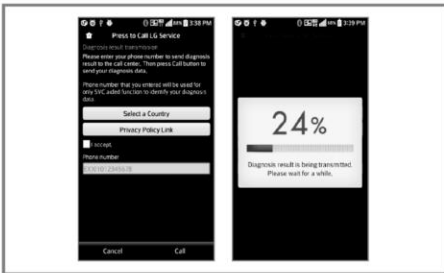 3:38 PM
Press to Call LG Service
Diagnosis result transmission
Please enter your phone number to send diagnosis
result to the call center. Then press Call button to
send your diagnosis data.
Phone number that you entered will be used for
only SVC aided function to identify your diagnosis
data.
Select a Country
Privacy Policy Link
I accept.
Phone number
Cancel
Call
3:39 PM
24%
Diagnosis result is being transmitted.
Please wait for a while.